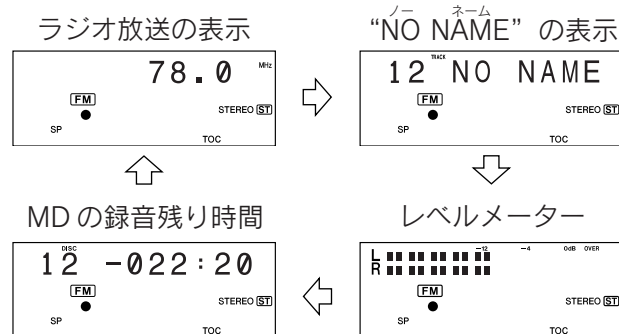 ラジオ放送の表示
78.0 MHz
FM
STEREO ST
SP
TOC
ノー ネーム
“NO NAME” の表示
12 TRACK NO NAME
FM
STEREO ST
SP
TOC
MD の録音残り時間
DISC
12 -022:20
FM
STEREO ST
SP
TOC
レベルメーター
L -12 -4 0dB OVER
R
FM
STEREO ST
SP
TOC